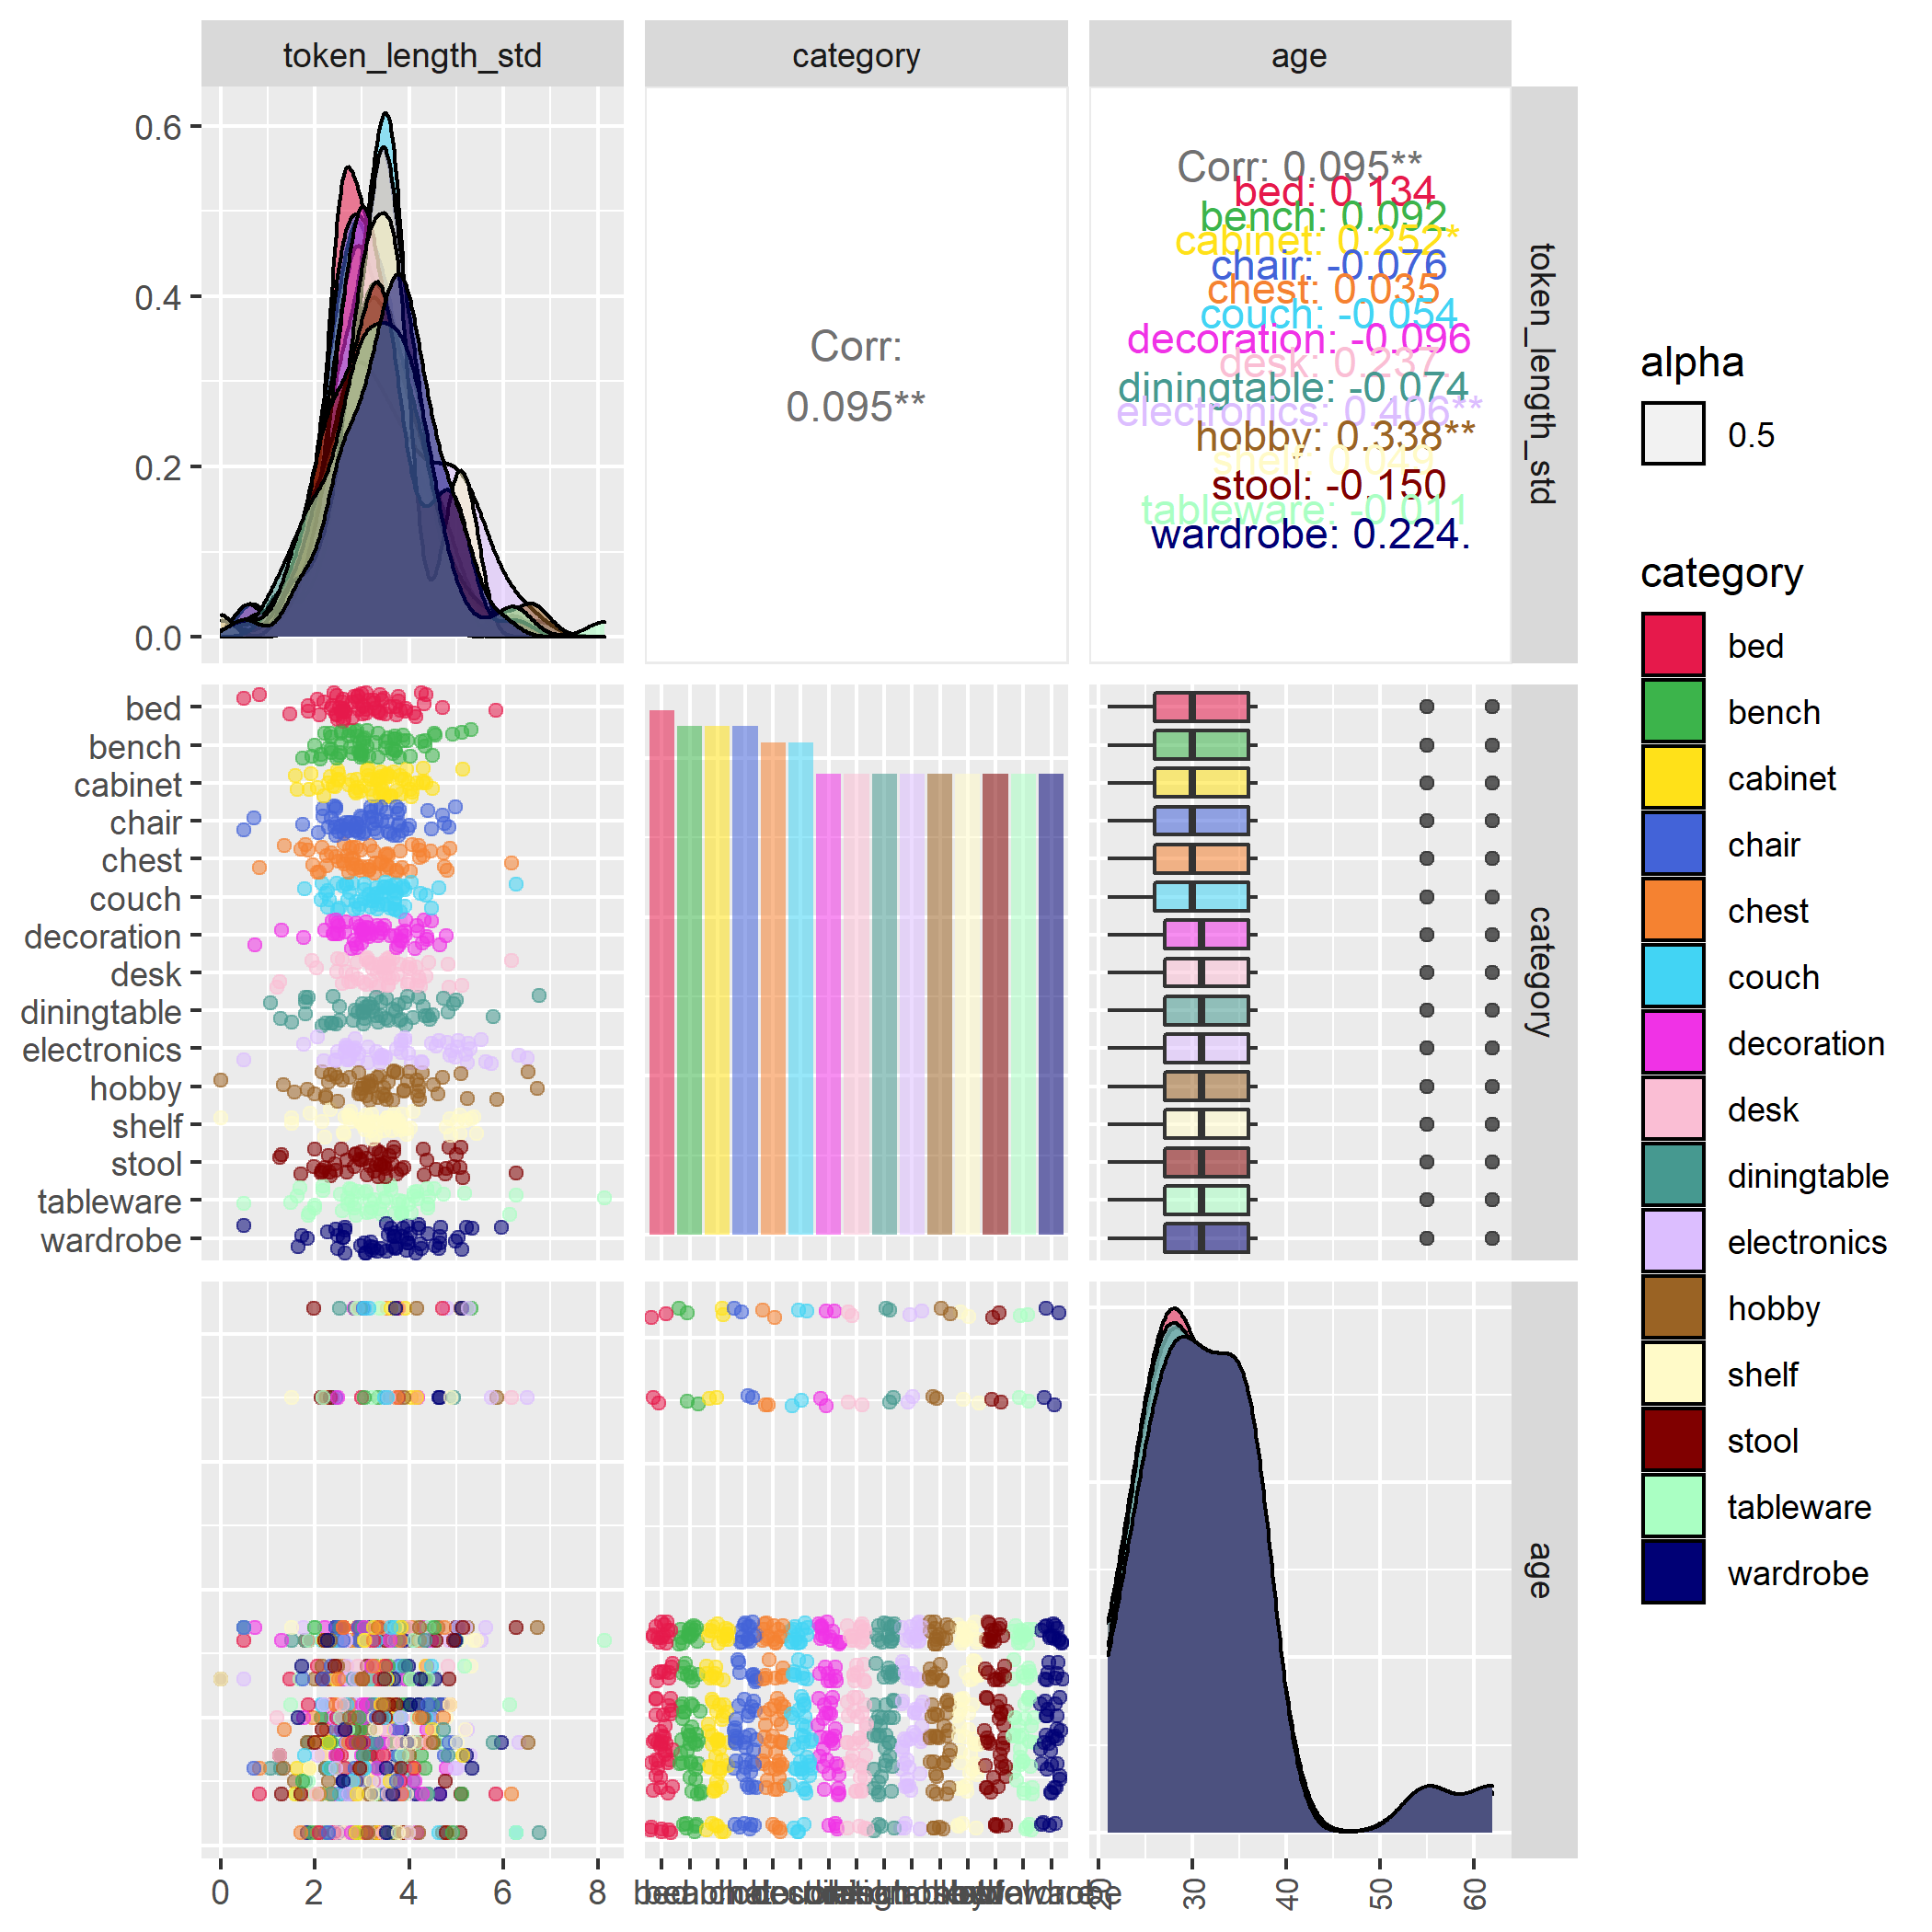 token_length_std
category
age
0.6
0.4
0.2
0.0
Corr:
0.095**
Corr: 0.095**
bed: 0.134
bench: 0.092
cabinet: 0.252*
chair: -0.076
chest: 0.035
couch: -0.054
decoration: -0.096
desk: 0.237.
diningtable: -0.074
electronics: 0.406**
hobby: 0.338**
shelf: 0.049
stool: -0.150
tableware: -0.011
wardrobe: 0.224.
token_length_std
bed
bench
cabinet
chair
chest
couch
decoration
desk
diningtable
electronics
hobby
shelf
stool
tableware
wardrobe
category
age
0
2
4
6
8
20
30
40
50
60
alpha
0.5
category
bed
bench
cabinet
chair
chest
couch
decoration
desk
diningtable
electronics
hobby
shelf
stool
tableware
wardrobe